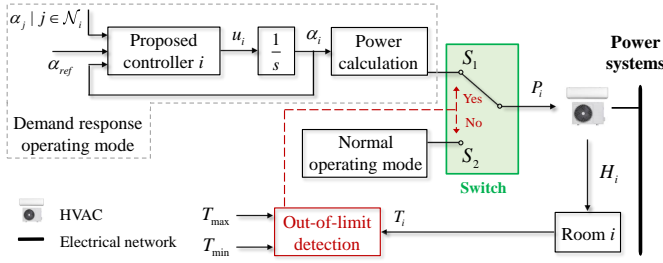 α_j | j ∈ 𝒩_i
α_ref
Proposed
controller i
u_i
1
s
α_i
Power
calculation
Demand response
operating mode
S_1
Yes
No
S_2
Switch
Normal
operating mode
P_i
Power
systems
H_i
HVAC
Electrical network
T_max
T_min
Out-of-limit
detection
T_i
Room i